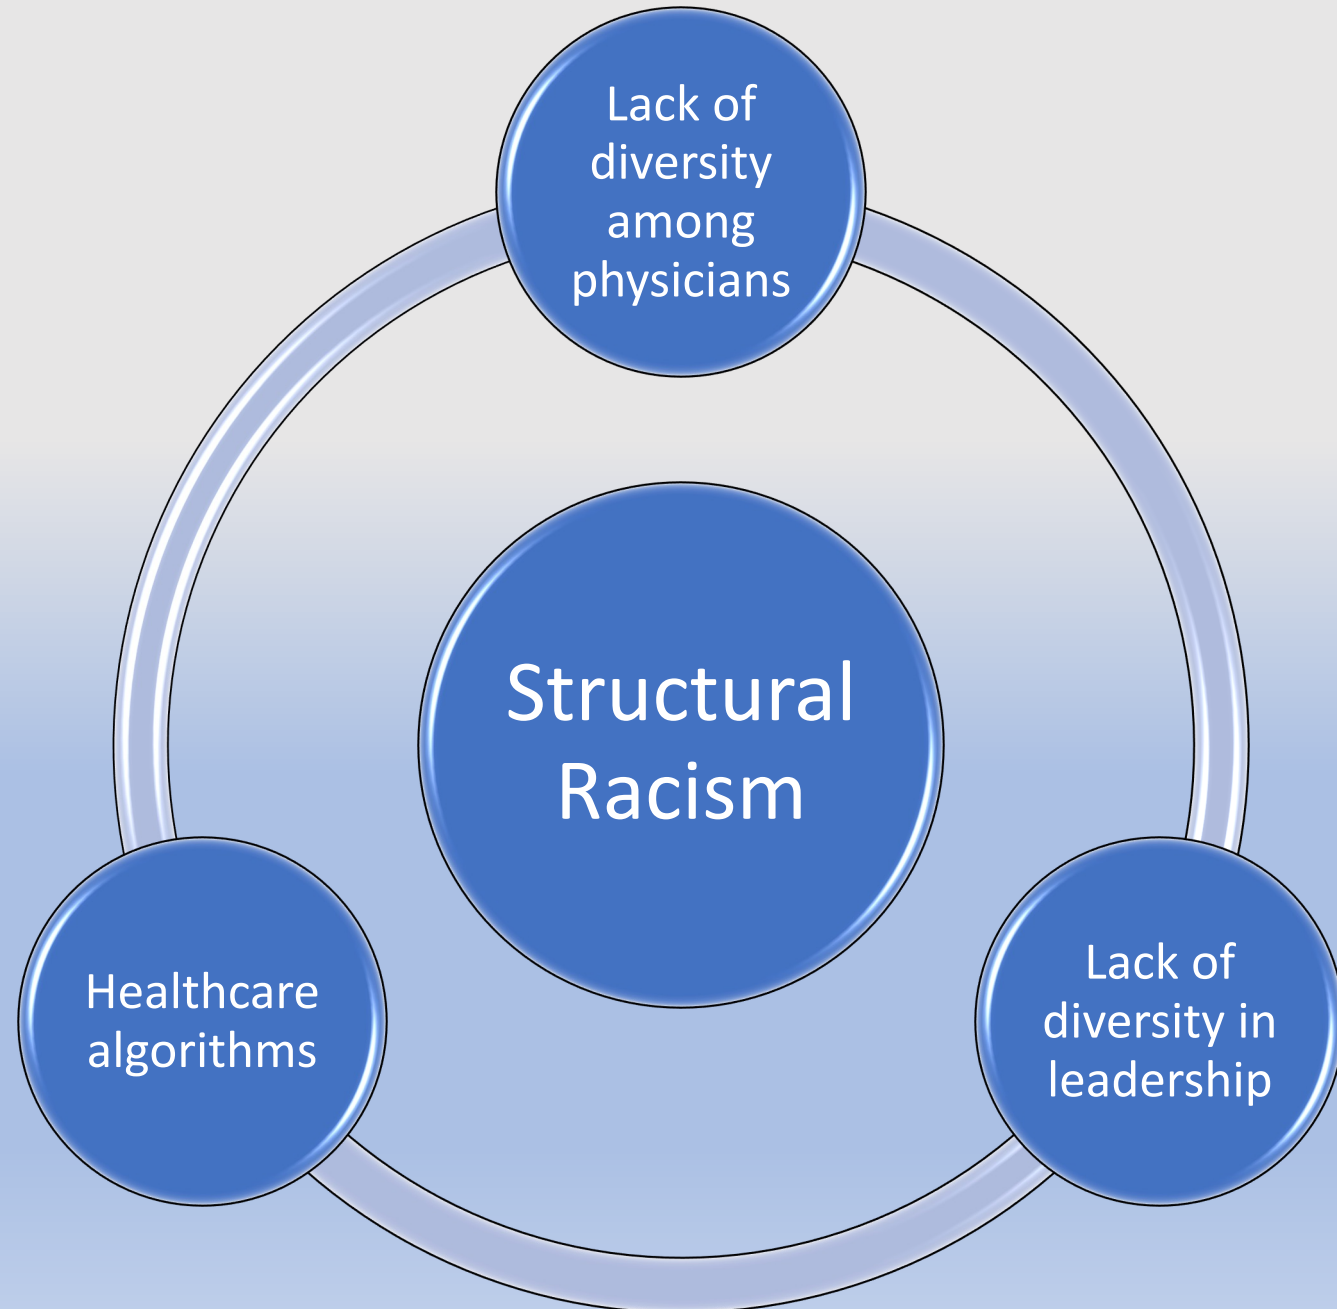 Lack of
diversity
among
physicians
Structural
Racism
Healthcare
algorithms
Lack of
diversity in
leadership